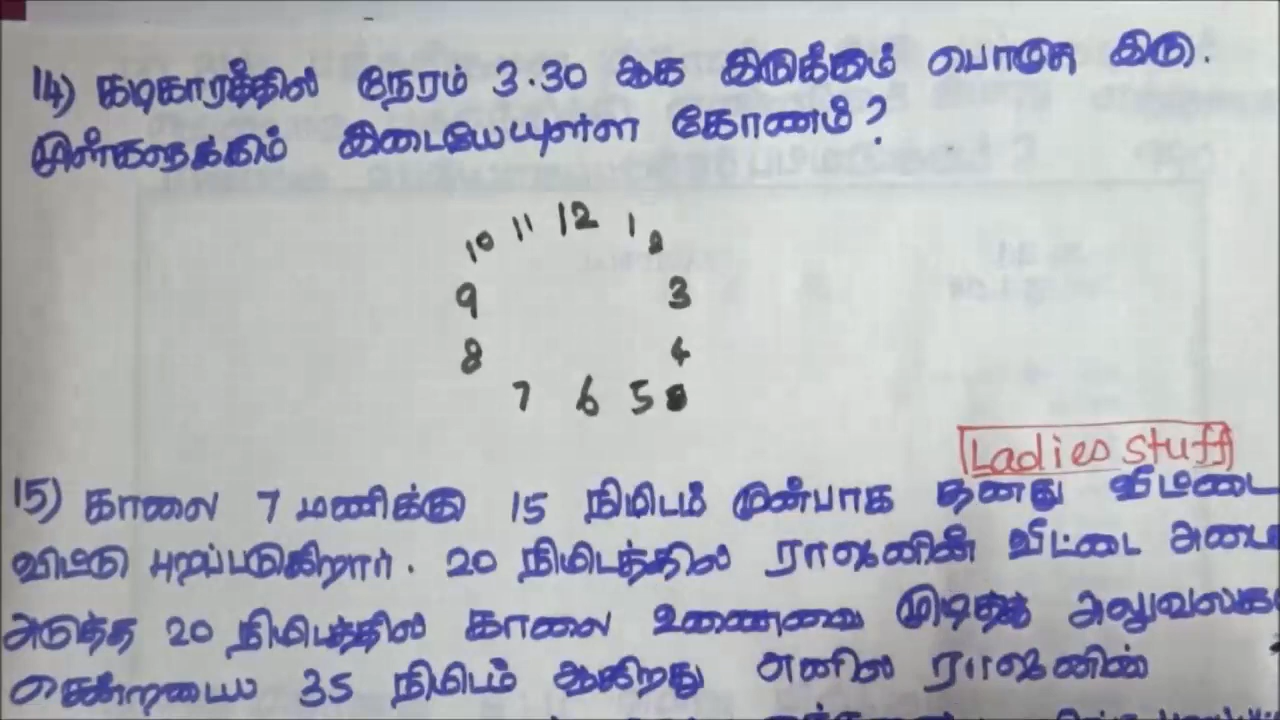 14) கடிகாரத்தில் நேரம் 3.30 ஆக இருக்கும் பொழுது இரு.
முள்களுக்கும் இடையேயுள்ள கோணம்?
10 11 12 1 2
9 3
8 4
7 6 5
Ladies Stuff
15) காலை 7 மணிக்கு 15 நிமிடம் முன்பாக தனது வீட்டை
விட்டு புறப்படுகிறார். 20 நிமிடத்தில் ராஜனின் வீட்டை அடை
அடுத்த 20 நிமிடத்தில் காலை உணவை முடித்து அலுவலக
35 நிமிடம் ஆகிறது அனில் ராஜனின்